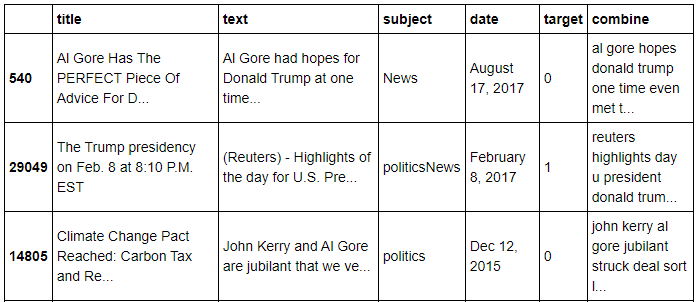 title text subject date target combine
540 Al Gore Has The PERFECT Piece Of Advice For D... Al Gore had hopes for Donald Trump at one time... News August 17, 2017 0 al gore hopes donald trump one time even met t...
29049 The Trump presidency on Feb. 8 at 8:10 P.M. EST (Reuters) - Highlights of the day for U.S. Pre... politicsNews February 8, 2017 1 reuters highlights day u president donald trum...
14805 Climate Change Pact Reached: Carbon Tax and Re... John Kerry and Al Gore are jubilant that we ve... politics Dec 12, 2015 0 john kerry al gore jubilant struck deal sort l...